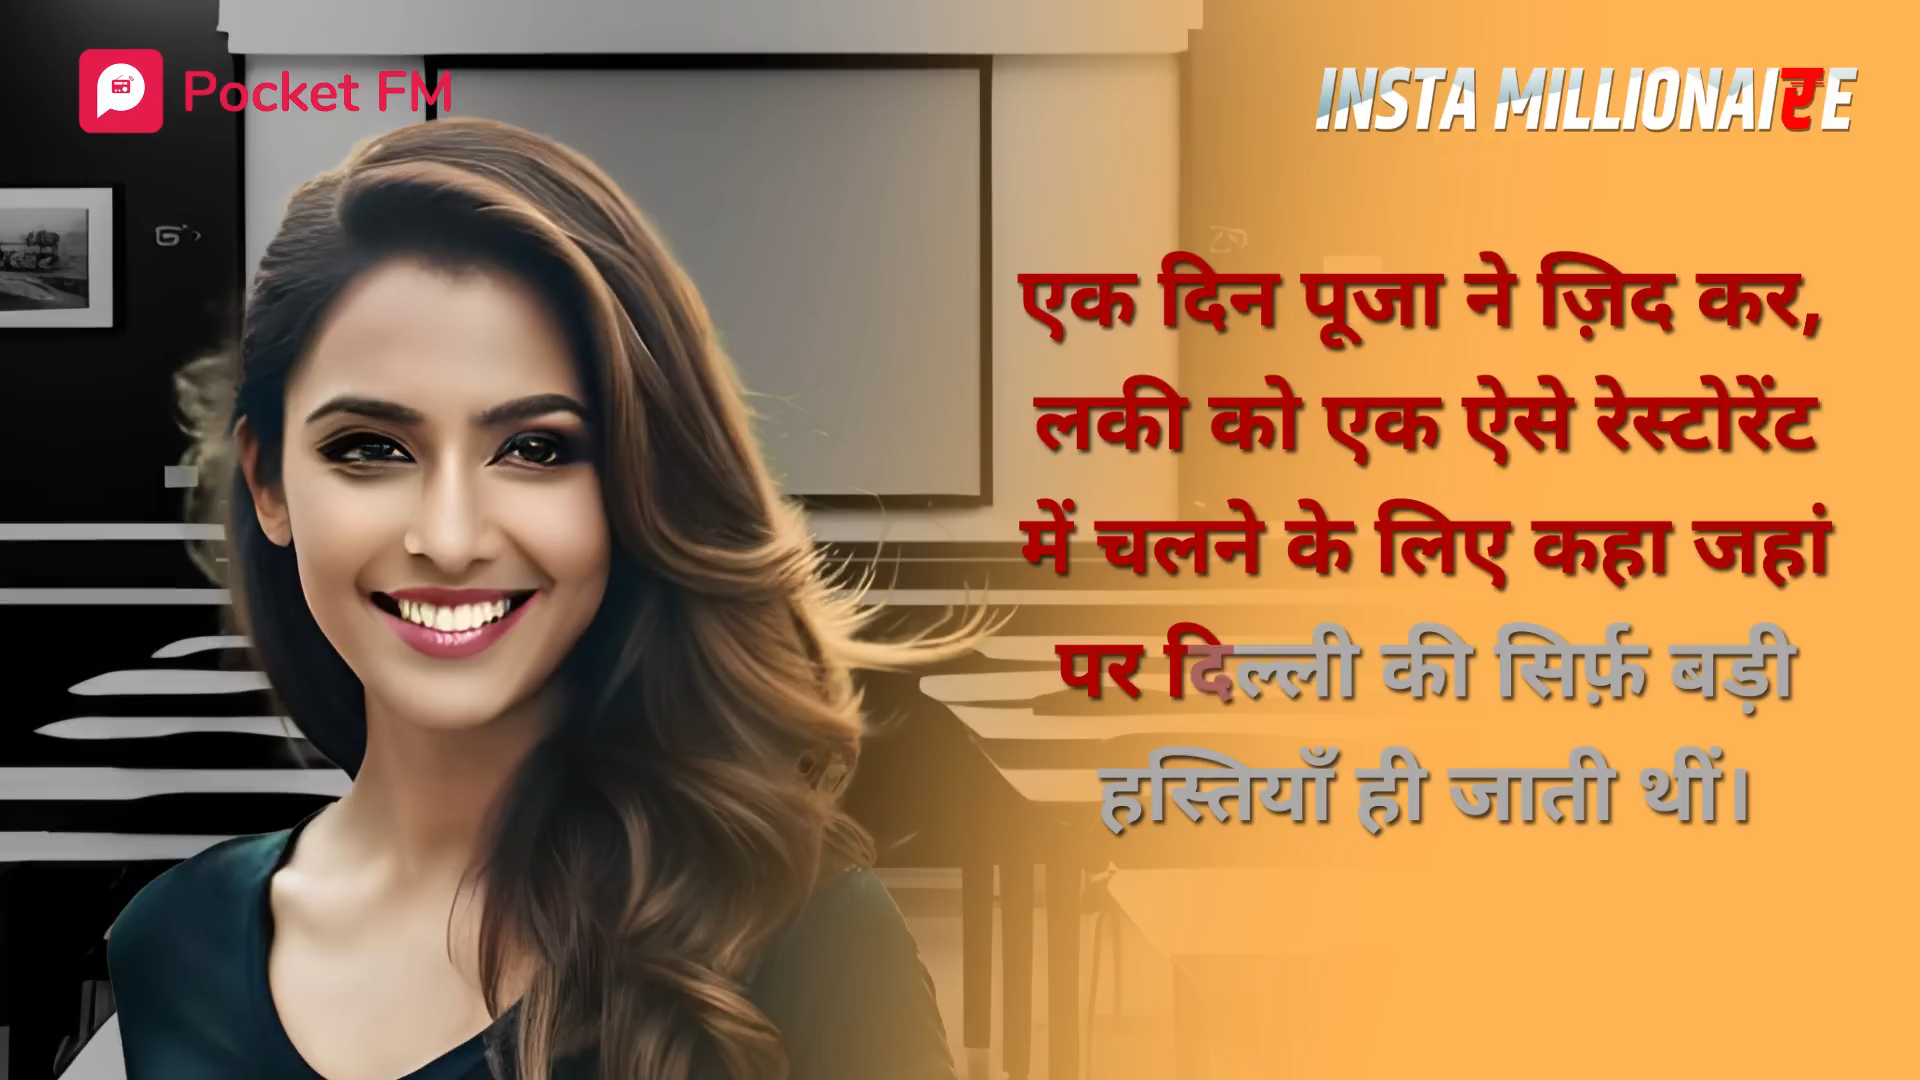 Pocket FM
INSTA MILLIONAIRE
एक दिन पूजा ने ज़िद कर,
लकी को एक ऐसे रेस्टोरेंट
में चलने के लिए कहा जहां
पर दिल्ली की सिर्फ़ बड़ी
हस्तियाँ ही जाती थीं।